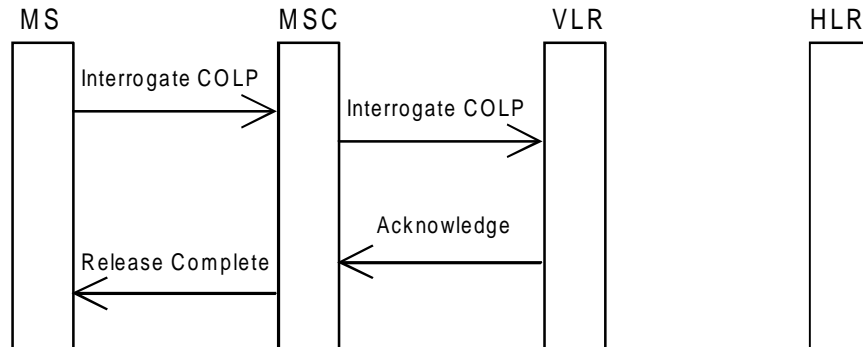 MS MSC VLR HLR
Interrogate COLP
Interrogate COLP
Acknowledge
Release Complete